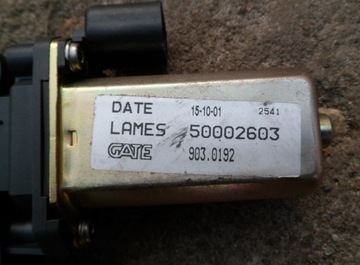 DATE 15-10-01 2541
LAMES 50002603
GATE 903.0192